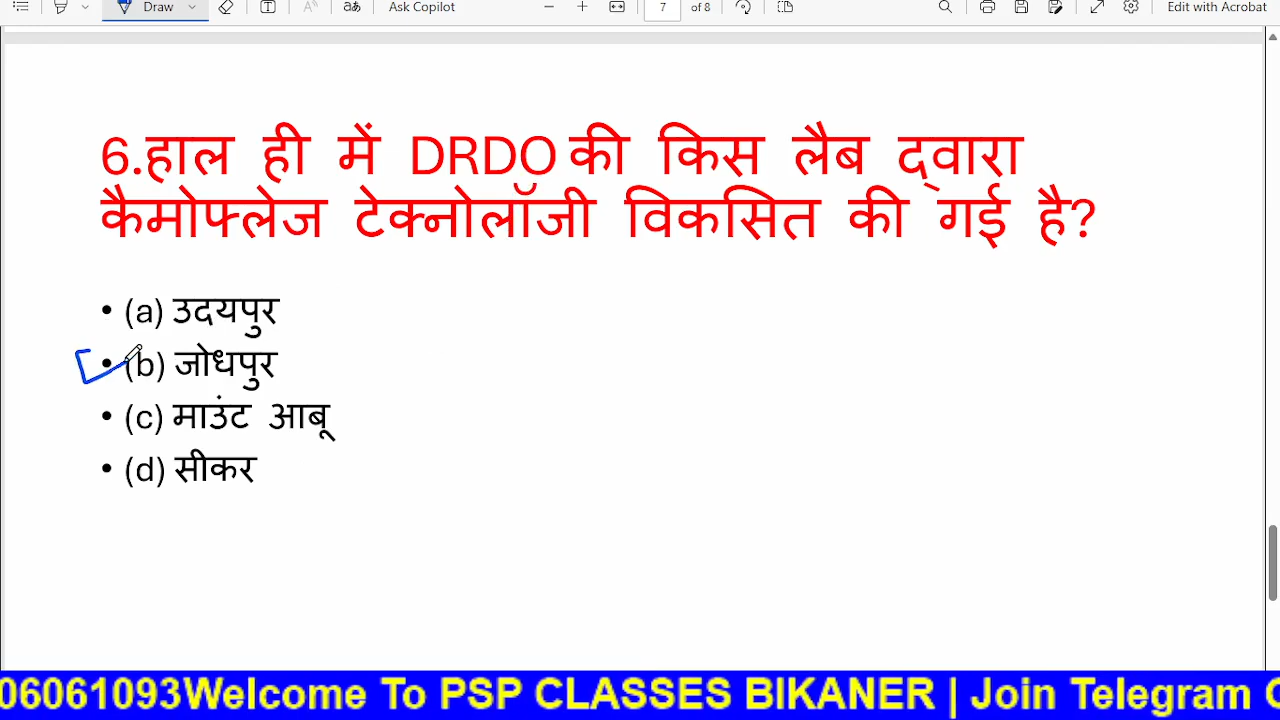 Draw
Ask Copilot
7 of 8
Edit with Acrobat
6.हाल ही में DRDO की किस लैब द्वारा
कैमोफ्लेज टेक्नोलॉजी विकसित की गई है?
• (a) उदयपुर
• (b) जोधपुर
• (c) माउंट आबू
• (d) सीकर
06061093Welcome To PSP CLASSES BIKANER | Join Telegram